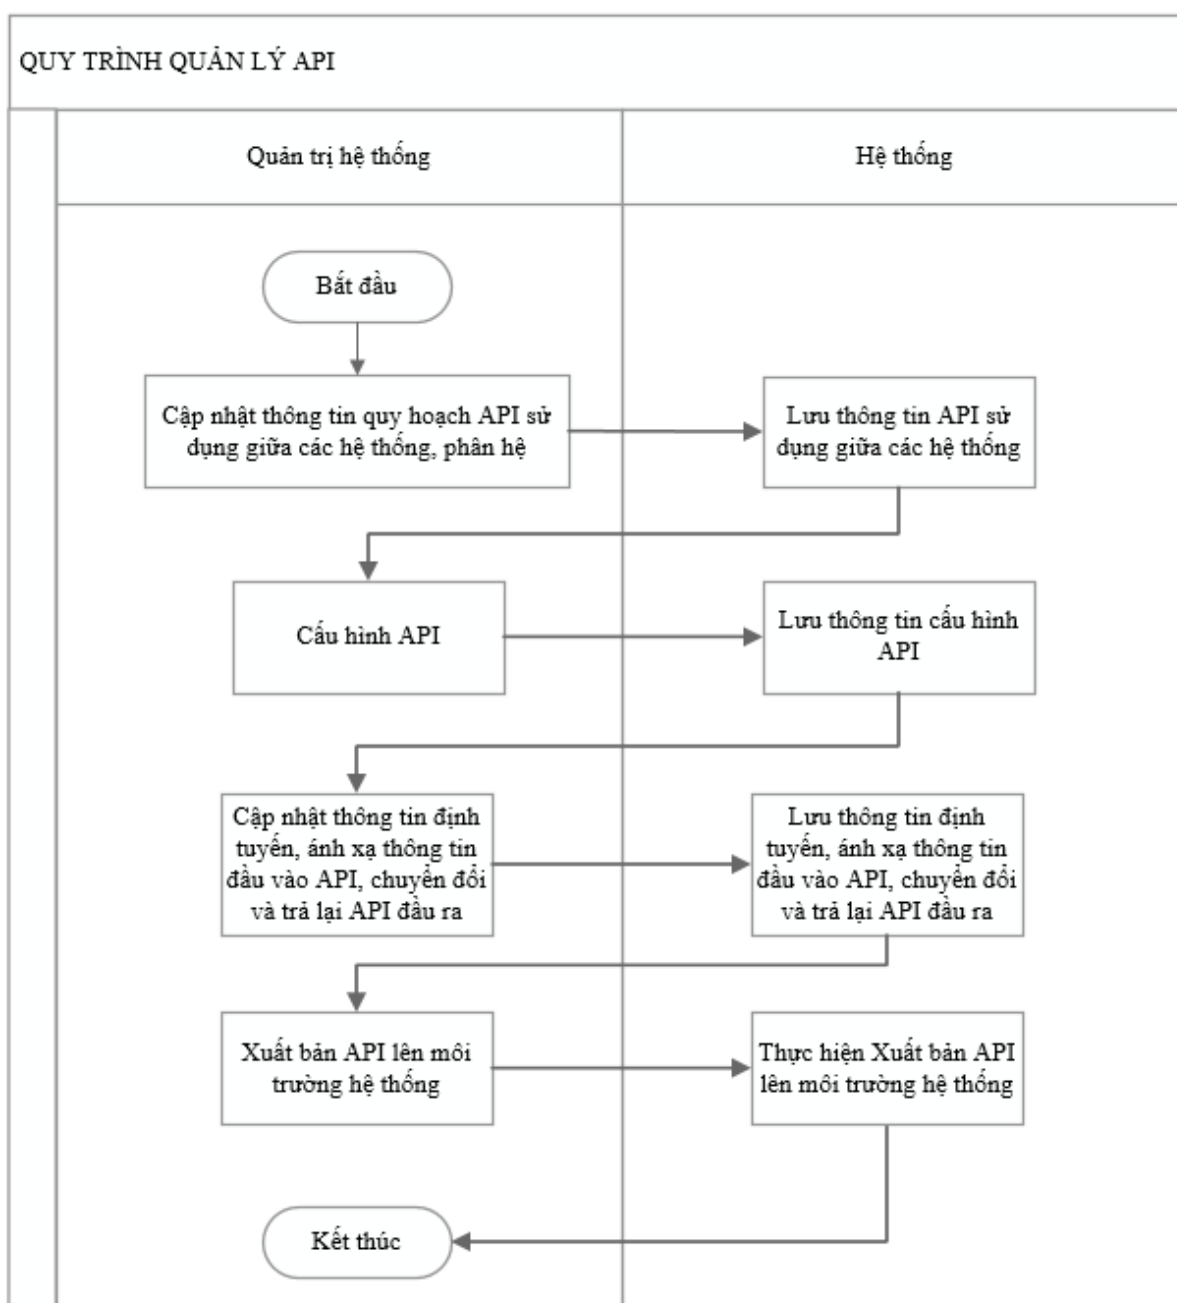 QUY TRÌNH QUẢN LÝ API
Quản trị hệ thống
Hệ thống
Bắt đầu
Cập nhật thông tin quy hoạch API sử
dụng giữa các hệ thống, phân hệ
Lưu thông tin API sử
dụng giữa các hệ thống
Cấu hình API
Lưu thông tin cấu hình
API
Cập nhật thông tin định
tuyến, ánh xạ thông tin
đầu vào API, chuyển đổi
và trả lại API đầu ra
Lưu thông tin định
tuyến, ánh xạ thông tin
đầu vào API, chuyển đổi
và trả lại API đầu ra
Xuất bản API lên môi
trường hệ thống
Thực hiện Xuất bản API
lên môi trường hệ thống
Kết thúc